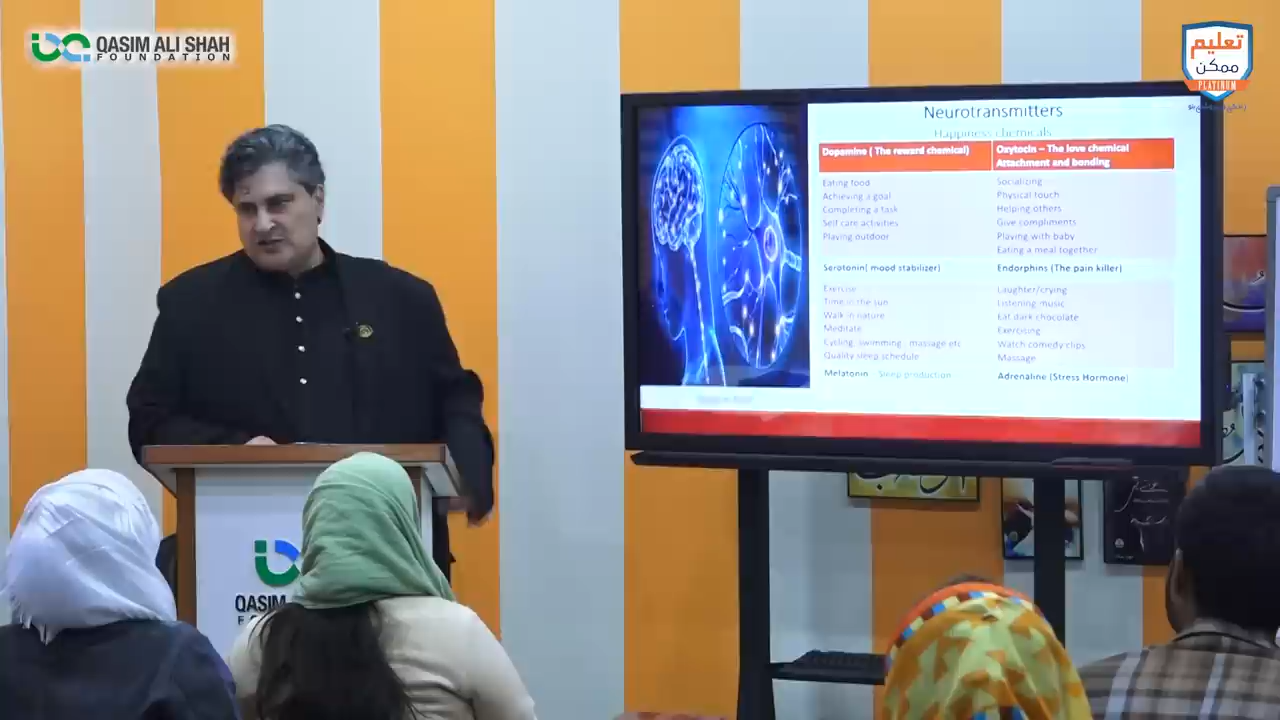 QASIM ALI SHAH
FOUNDATION
تعلیم
ممکن
PLATINUM
Neurotransmitters
Happiness chemicals
Dopamine ( The reward chemical)
Oxytocin – The love chemical
Attachment and bonding
Eating food
Achieving a goal
Completing a task
Self care activities
Playing outdoor
Socializing
Physical touch
Helping others
Give compliments
Playing with baby
Eating a meal together
Serotonin( mood stabilizer)
Endorphins (The pain killer)
Exercise
Time in the sun
Walk in nature
Meditate
Cycling, swimming , massage etc
Quality sleep schedule
Laughter/crying
Listening music
Eat dark chocolate
Exercising
Watch comedy clips
Massage
Melatonin – Sleep production
Adrenaline (Stress Hormone)
QASIM